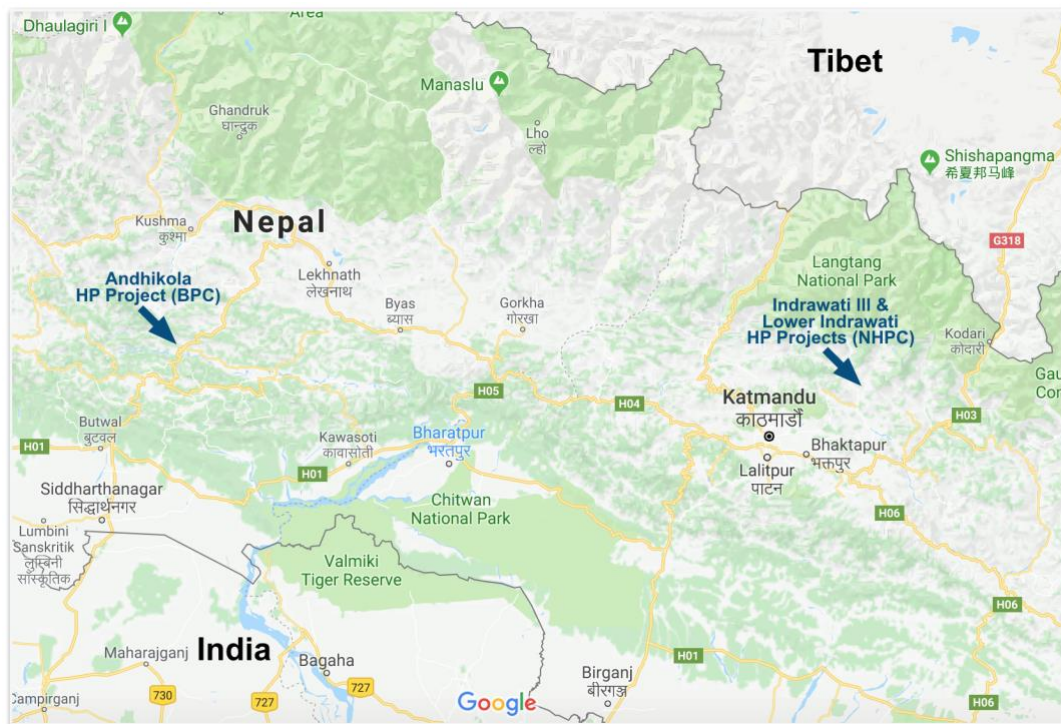 Dhaulagiri I
Area
Tibet
Manaslu
Ghandruk
घान्द्रुक
Lho
ल्हो
Shishapangma
希夏邦马峰
Kushma
कुश्मा
Nepal
G318
Lekhnath
लेखनाथ
Langtang
National Park
Andhikola
HP Project (BPC)
Byas
ब्यास
Gorkha
गोरखा
Indrawati III &
Lower Indrawati
HP Projects (NHPC)
Kodari
कोदारी
Gau
Con
H05
H04
Katmandu
काठमाडौँ
H03
Butwal
बुटवल
H01
Kawasoti
कावासोती
H01
Bharatpur
भरतपुर
Bhaktapur
भक्तपुर
Lalitpur
पाटन
Siddharthanagar
सिद्धार्थनगर
Chitwan
National Park
H06
Lumbini
Sanskritik
लुम्बिनी
साँस्कृतिक
Valmiki
Tiger Reserve
H06
India
Maharajganj
Bagaha
H01
Birganj
बीरगञ्ज
Campirganj
730
727
727
Google
H06